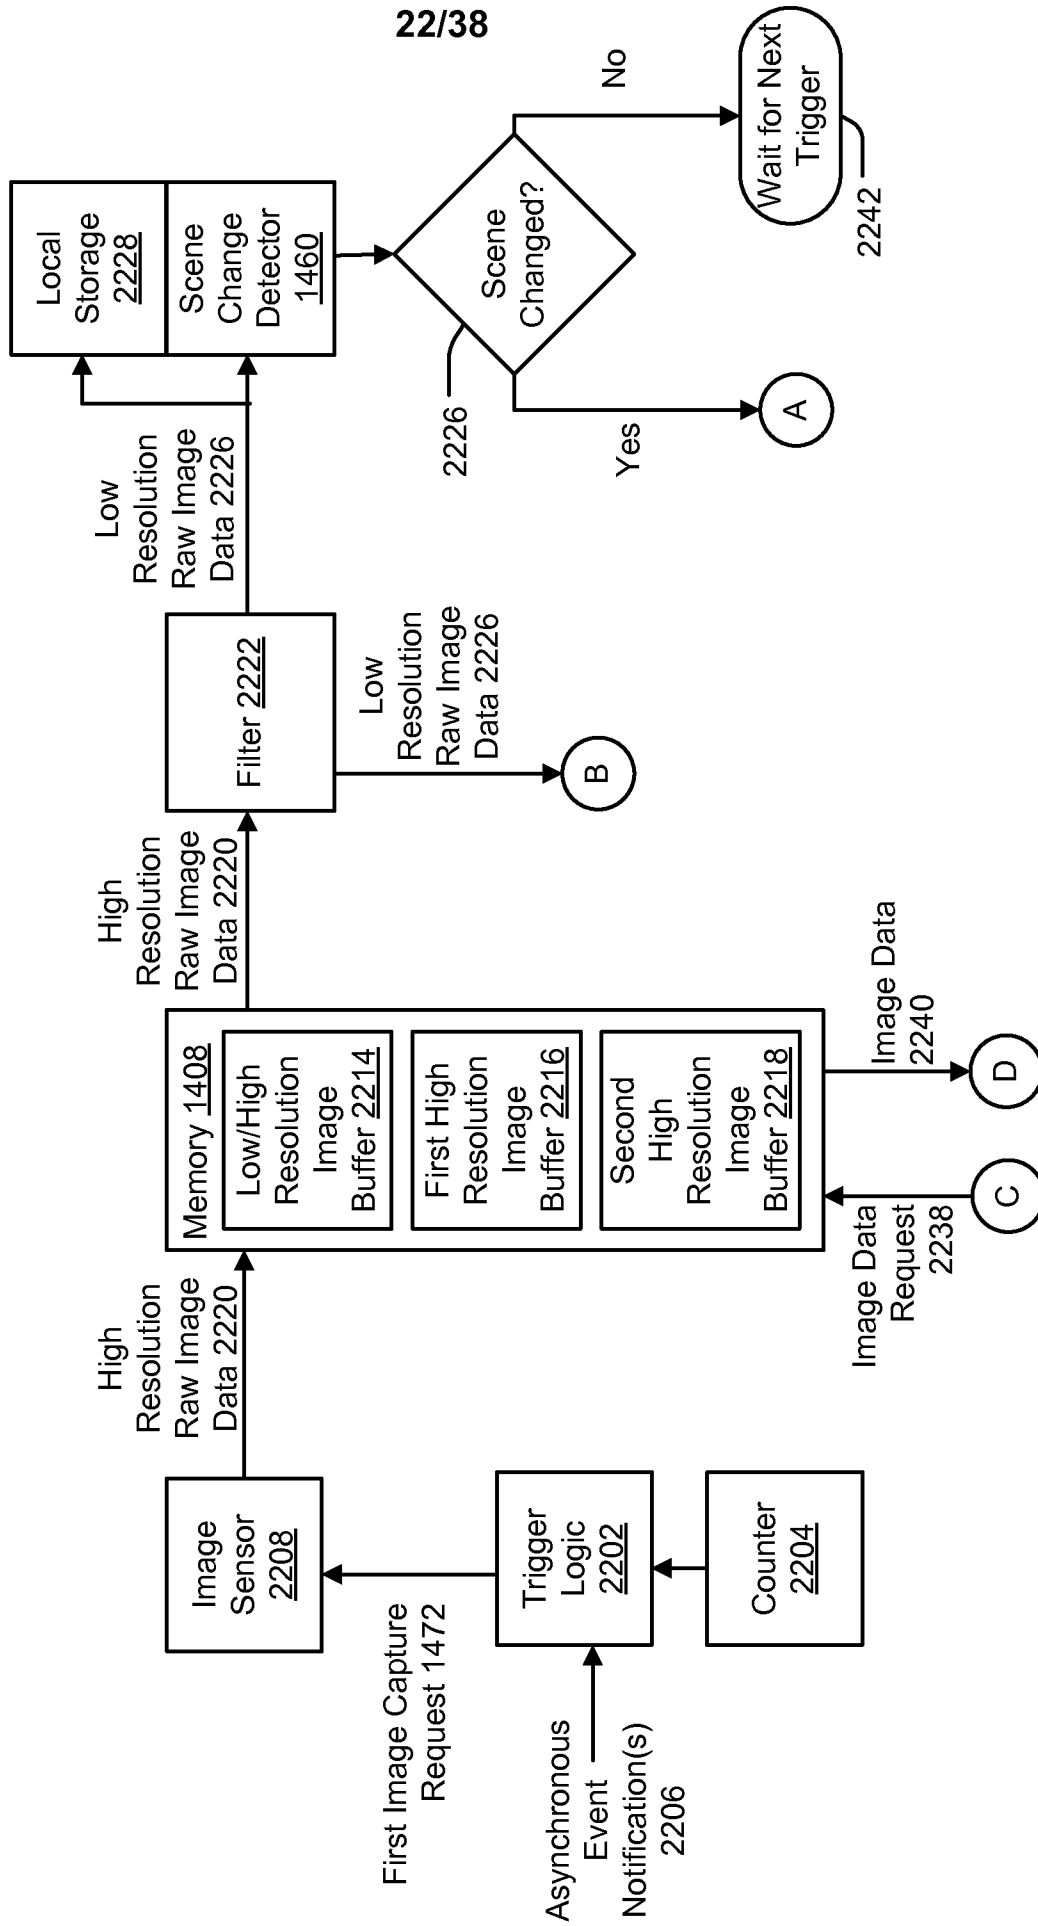 22/38
Asynchronous
Event
Notification(s)
2206
First Image Capture
Request 1472
Image
Sensor
2208
Trigger
Logic
2202
Counter
2204
High
Resolution
Raw Image
Data 2220
Memory 1408
Low/High
Resolution
Image
Buffer 2214
First High
Resolution
Image
Buffer 2216
Second
High
Resolution
Image
Buffer 2218
Image Data
Request
2238
C
Image Data
2240
D
High
Resolution
Raw Image
Data 2220
Filter 2222
Low
Resolution
Raw Image
Data 2226
B
Low
Resolution
Raw Image
Data 2226
Local
Storage
2228
Scene
Change
Detector
1460
2226
Scene
Changed?
Yes
A
No
Wait for Next
Trigger
2242